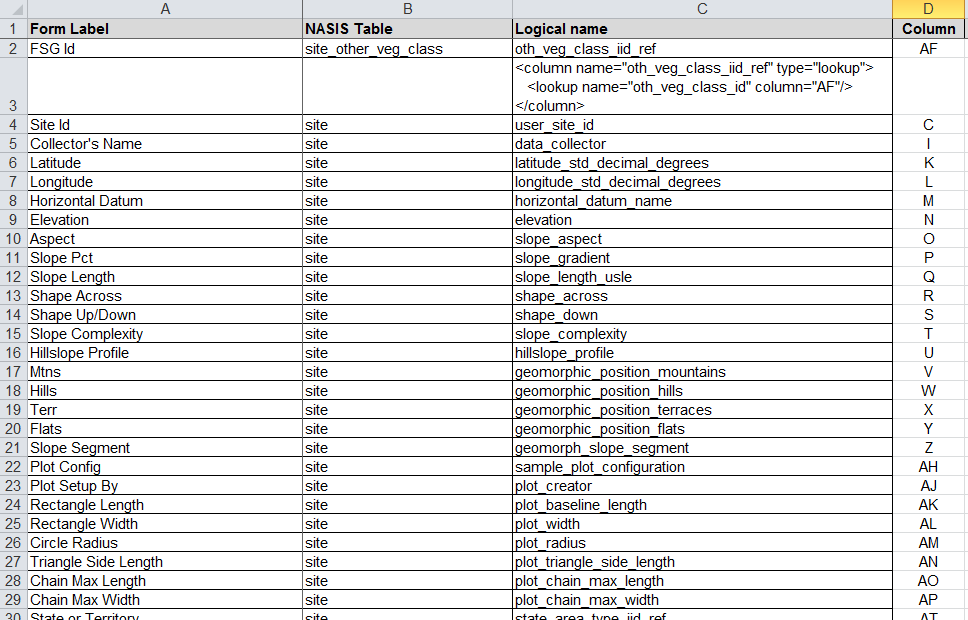 A B C D
1 Form Label NASIS Table Logical name Column
2 FSG Id site_other_veg_class oth_veg_class_iid_ref AF
<column name="oth_veg_class_iid_ref" type="lookup">
<lookup name="oth_veg_class_id" column="AF"/>
3 </column>
4 Site Id site user_site_id C
5 Collector's Name site data_collector I
6 Latitude site latitude_std_decimal_degrees K
7 Longitude site longitude_std_decimal_degrees L
8 Horizontal Datum site horizontal_datum_name M
9 Elevation site elevation N
10 Aspect site slope_aspect O
11 Slope Pct site slope_gradient P
12 Slope Length site slope_length_usle Q
13 Shape Across site shape_across R
14 Shape Up/Down site shape_down S
15 Slope Complexity site slope_complexity T
16 Hillslope Profile site hillslope_profile U
17 Mtns site geomorphic_position_mountains V
18 Hills site geomorphic_position_hills W
19 Terr site geomorphic_position_terraces X
20 Flats site geomorphic_position_flats Y
21 Slope Segment site geomorph_slope_segment Z
22 Plot Config site sample_plot_configuration AH
23 Plot Setup By site plot_creator AJ
24 Rectangle Length site plot_baseline_length AK
25 Rectangle Width site plot_width AL
26 Circle Radius site plot_radius AM
27 Triangle Side Length site plot_triangle_side_length AN
28 Chain Max Length site plot_chain_max_length AO
29 Chain Max Width site plot_chain_max_width AP
30 State or Territory site state_area_type_iid_ref AT